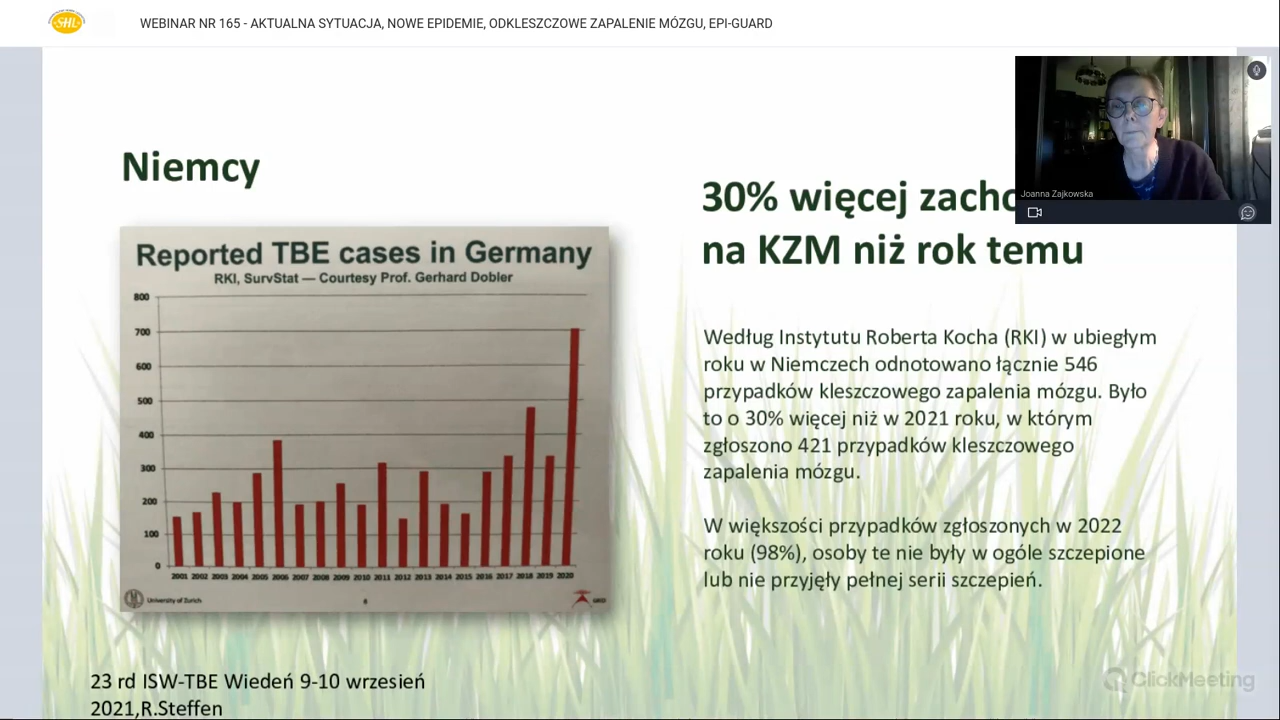 SHL
WEBINAR NR 165 - AKTUALNA SYTUACJA, NOWE EPIDEMIE, ODKLESZCZOWE ZAPALENIE MÓZGU, EPI-GUARD
Joanna Zajkowska
Niemcy
Reported TBE cases in Germany
RKI, SurvStat — Courtesy Prof. Gerhard Dobler
800
700
600
500
400
300
200
100
0
2001 2002 2003 2004 2005 2006 2007 2008 2009 2010 2011 2012 2013 2014 2015 2016 2017 2018 2019 2020
University of Zurich
6
30% więcej
na KZM niż rok temu
Według Instytutu Roberta Kocha (RKI) w ubiegłym
roku w Niemczech odnotowano łącznie 546
przypadków kleszczowego zapalenia mózgu. Było
to o 30% więcej niż w 2021 roku, w którym
zgłoszono 421 przypadków kleszczowego
zapalenia mózgu.
W większości przypadków zgłoszonych w 2022
roku (98%), osoby te nie były w ogóle szczepione
lub nie przyjęły pełnej serii szczepień.
23 rd ISW-TBE Wiedeń 9-10 wrzesień
2021,R.Steffen
ClickMeeting